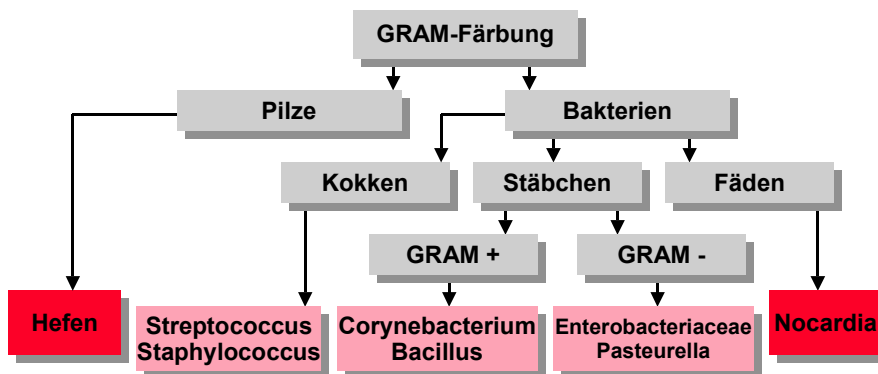 GRAM-Färbung
Pilze
Bakterien
Kokken
Stäbchen
Fäden
GRAM +
GRAM -
Hefen
Streptococcus
Staphylococcus
Corynebacterium
Bacillus
Enterobacteriaceae
Pasteurella
Nocardia